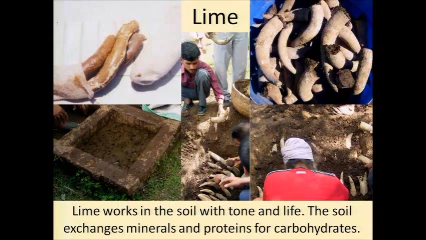 Lime
Lime works in the soil with tone and life. The soil
exchanges minerals and proteins for carbohydrates.